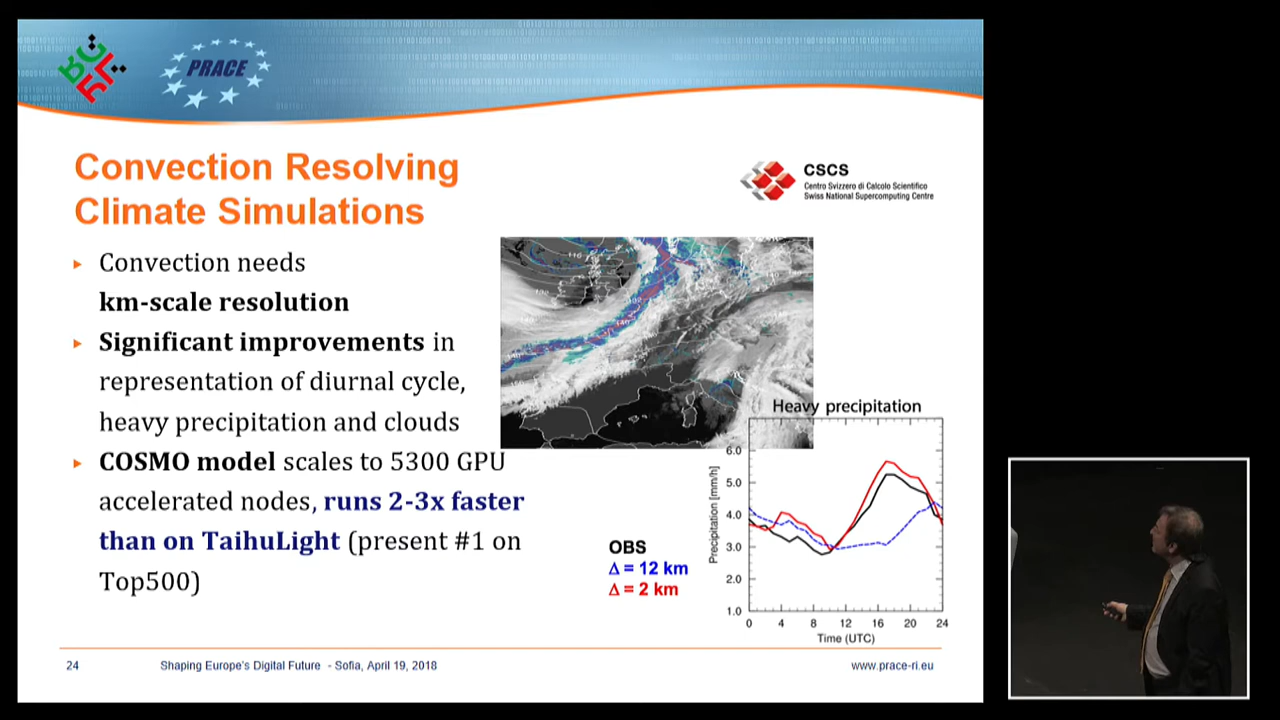 PRACE
Convection Resolving
Climate Simulations
CSCS
Centro Svizzero di Calcolo Scientifico
Swiss National Supercomputing Centre
Convection needs
km-scale resolution
Significant improvements in
representation of diurnal cycle,
heavy precipitation and clouds
COSMO model scales to 5300 GPU
accelerated nodes, runs 2-3x faster
than on TaihuLight (present #1 on
Top500)
Heavy precipitation
Precipitation [mm/h]
6.0
5.0
4.0
3.0
2.0
1.0
0 4 8 12 16 20 24
Time (UTC)
OBS
Δ = 12 km
Δ = 2 km
24
Shaping Europe's Digital Future - Sofia, April 19, 2018
www.prace-ri.eu